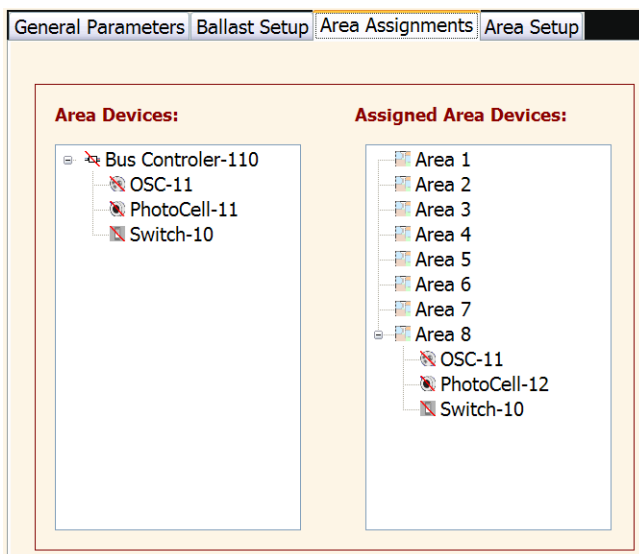 General Parameters Ballast Setup Area Assignments Area Setup
Area Devices:
Bus Controler-110
OSC-11
PhotoCell-11
Switch-10
Assigned Area Devices:
Area 1
Area 2
Area 3
Area 4
Area 5
Area 6
Area 7
Area 8
OSC-11
PhotoCell-12
Switch-10